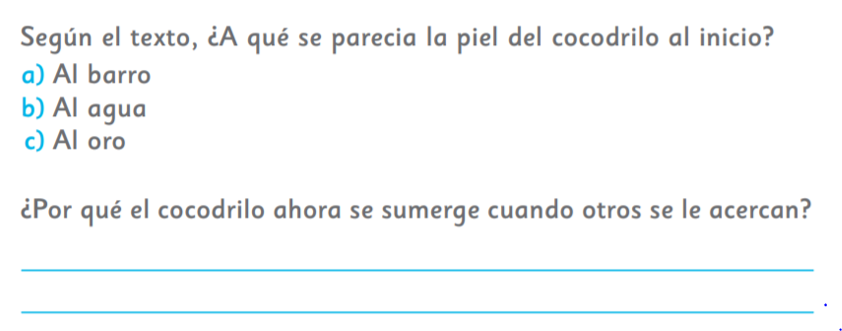 Según el texto, ¿A qué se parecia la piel del cocodrilo al inicio?
a) Al barro
b) Al agua
c) Al oro
¿Por qué el cocodrilo ahora se sumerge cuando otros se le acercan?